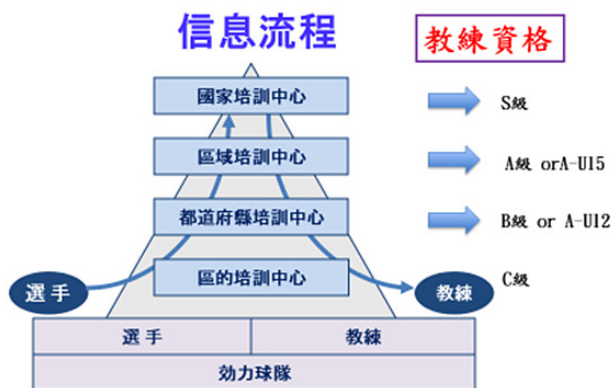 信息流程
教練資格
國家培訓中心
S級
區域培訓中心
A級 orA-U15
都道府縣培訓中心
B級 or A-U12
區的培訓中心
C級
選手
教練
選手
教練
効力球隊